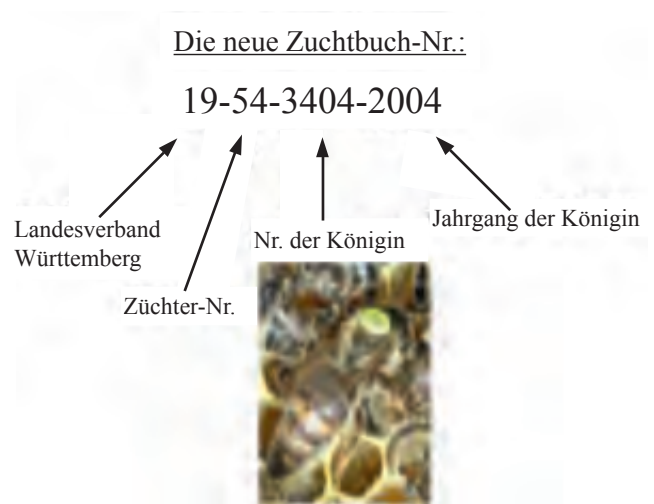 Die neue Zuchtbuch-Nr.:
19-54-3404-2004
Landesverband
Württemberg
Züchter-Nr.
Nr. der Königin
Jahrgang der Königin